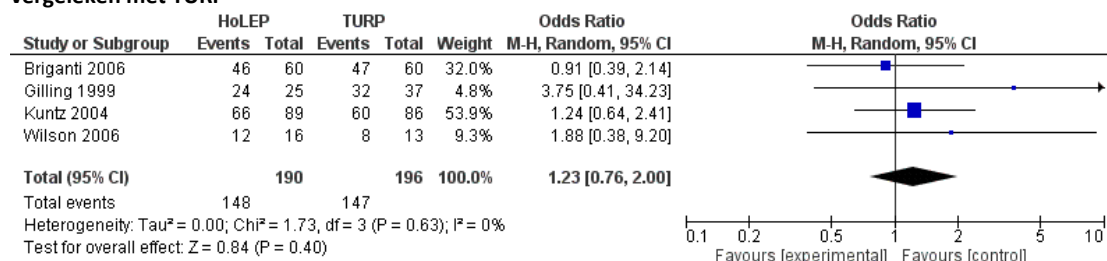 vergeleken met TURP
HoLEP TURP Odds Ratio Odds Ratio
Study or Subgroup Events Total Events Total Weight M-H, Random, 95% CI M-H, Random, 95% CI
Briganti 2006 46 60 47 60 32.0% 0.91 [0.39, 2.14]
Gilling 1999 24 25 32 37 4.8% 3.75 [0.41, 34.23]
Kuntz 2004 66 89 60 86 53.9% 1.24 [0.64, 2.41]
Wilson 2006 12 16 8 13 9.3% 1.88 [0.38, 9.20]
Total (95% CI) 190 196 100.0% 1.23 [0.76, 2.00]
Total events 148 147
Heterogeneity: Tau² = 0.00; Chi² = 1.73, df = 3 (P = 0.63); I² = 0%
Test for overall effect: Z = 0.84 (P = 0.40)
0.1 0.2 0.5 1 2 5 10
Favours [experimental] Favours [control]